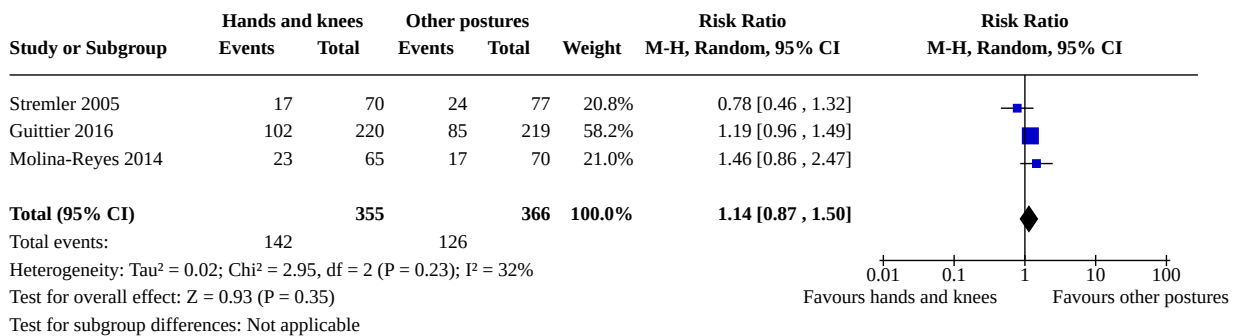 Hands and knees Other postures Risk Ratio Risk Ratio
Study or Subgroup Events Total Events Total Weight M-H, Random, 95% CI M-H, Random, 95% CI
Stremler 2005 17 70 24 77 20.8% 0.78 [0.46 , 1.32]
Guittier 2016 102 220 85 219 58.2% 1.19 [0.96 , 1.49]
Molina-Reyes 2014 23 65 17 70 21.0% 1.46 [0.86 , 2.47]
Total (95% CI) 355 366 100.0% 1.14 [0.87 , 1.50]
Total events: 142 126
Heterogeneity: Tau² = 0.02; Chi² = 2.95, df = 2 (P = 0.23); I² = 32%
0.01 0.1 1 10 100
Test for overall effect: Z = 0.93 (P = 0.35) Favours hands and knees Favours other postures
Test for subgroup differences: Not applicable